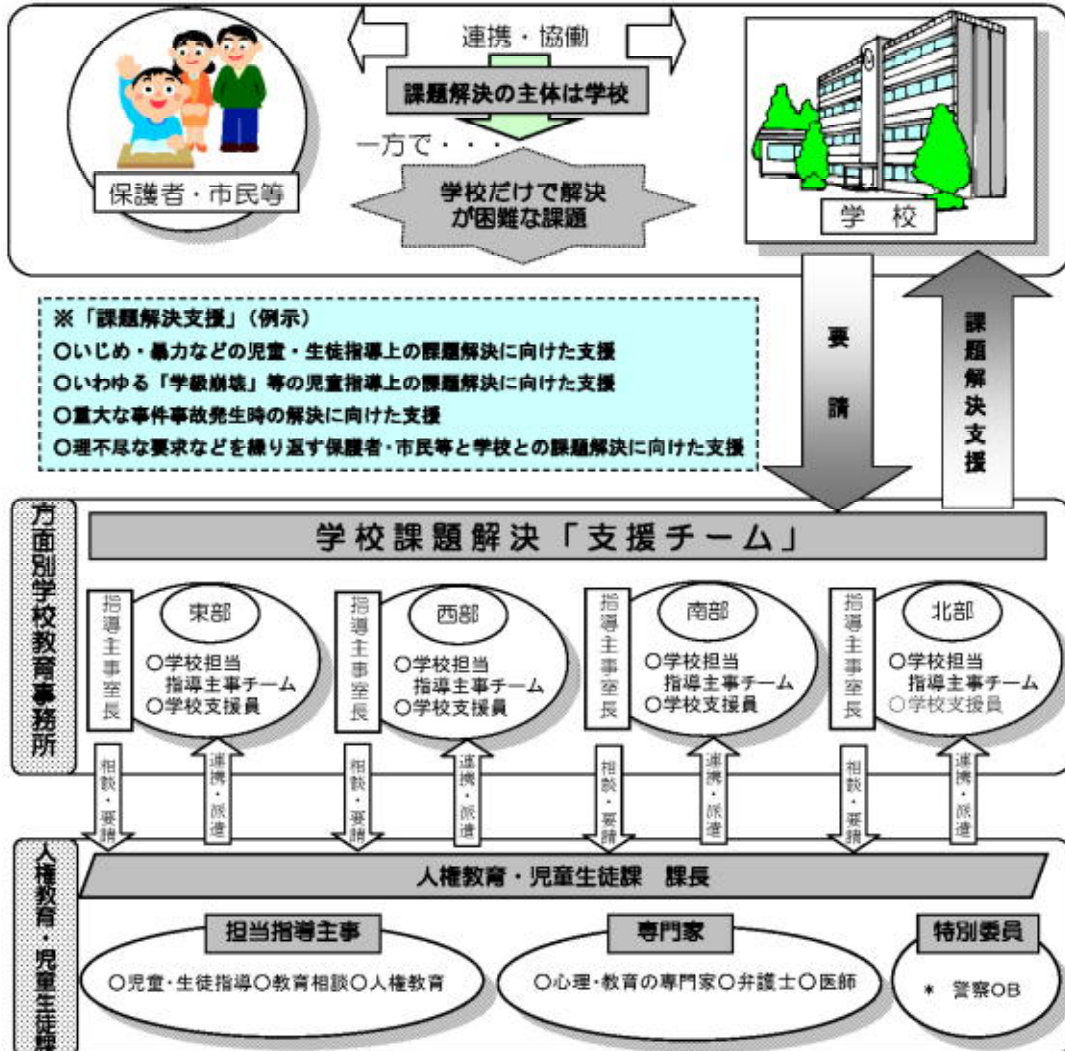 連携・協働
課題解決の主体は学校
一方で・・・
学校だけで解決
が困難な課題
保護者・市民等
学 校
※「課題解決支援」（例示）
○いじめ・暴力などの児童・生徒指導上の課題解決に向けた支援
○いわゆる「学級崩壊」等の児童指導上の課題解決に向けた支援
○重大な事件事故発生時の解決に向けた支援
○理不尽な要求などを繰り返す保護者・市民等と学校との課題解決に向けた支援
要請
課題解決支援
方面別学校教育事務所
学校課題解決「支援チーム」
指導主事室長
東部
○学校担当
指導主事チーム
○学校支援員
指導主事室長
西部
○学校担当
指導主事チーム
○学校支援員
指導主事室長
南部
○学校担当
指導主事チーム
○学校支援員
指導主事室長
北部
○学校担当
指導主事チーム
○学校支援員
相談・要請
連携・派遣
相談・要請
連携・派遣
相談・要請
連携・派遣
相談・要請
連携・派遣
人権教育・児童生徒課
人権教育・児童生徒課 課長
担当指導主事
○児童・生徒指導○教育相談○人権教育
専門家
○心理・教育の専門家○弁護士○医師
特別委員
* 警察OB